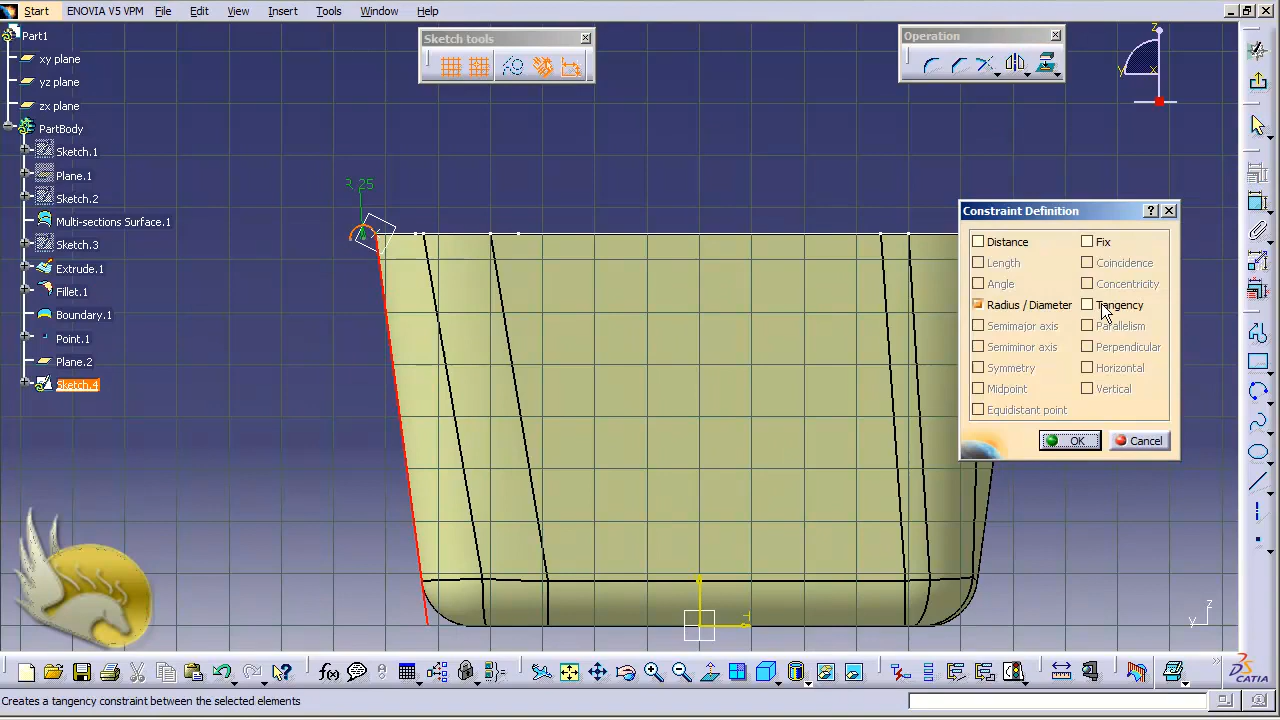 Start ENOVIA V5 VPM File Edit View Insert Tools Window Help
Part1
xy plane
yz plane
zx plane
PartBody
Sketch.1
Plane.1
Sketch.2
Multi-sections Surface.1
Sketch.3
Extrude.1
Fillet.1
Boundary.1
Point.1
Plane.2
Sketch.4
Sketch tools
Operation
z
y x
R 25
Constraint Definition
Distance Fix
Length Coincidence
Angle Concentricity
Radius / Diameter Tangency
Semimajor axis Parallelism
Semiminor axis Perpendicular
Symmetry Horizontal
Midpoint Vertical
Equidistant point
OK Cancel
z
y
f(x)
CATIA
Creates a tangency constraint between the selected elements